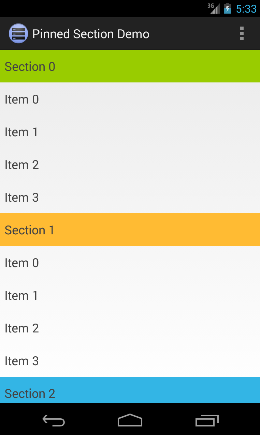 3G 5:33
Pinned Section Demo
Section 0
Item 0
Item 1
Item 2
Item 3
Section 1
Item 0
Item 1
Item 2
Item 3
Section 2